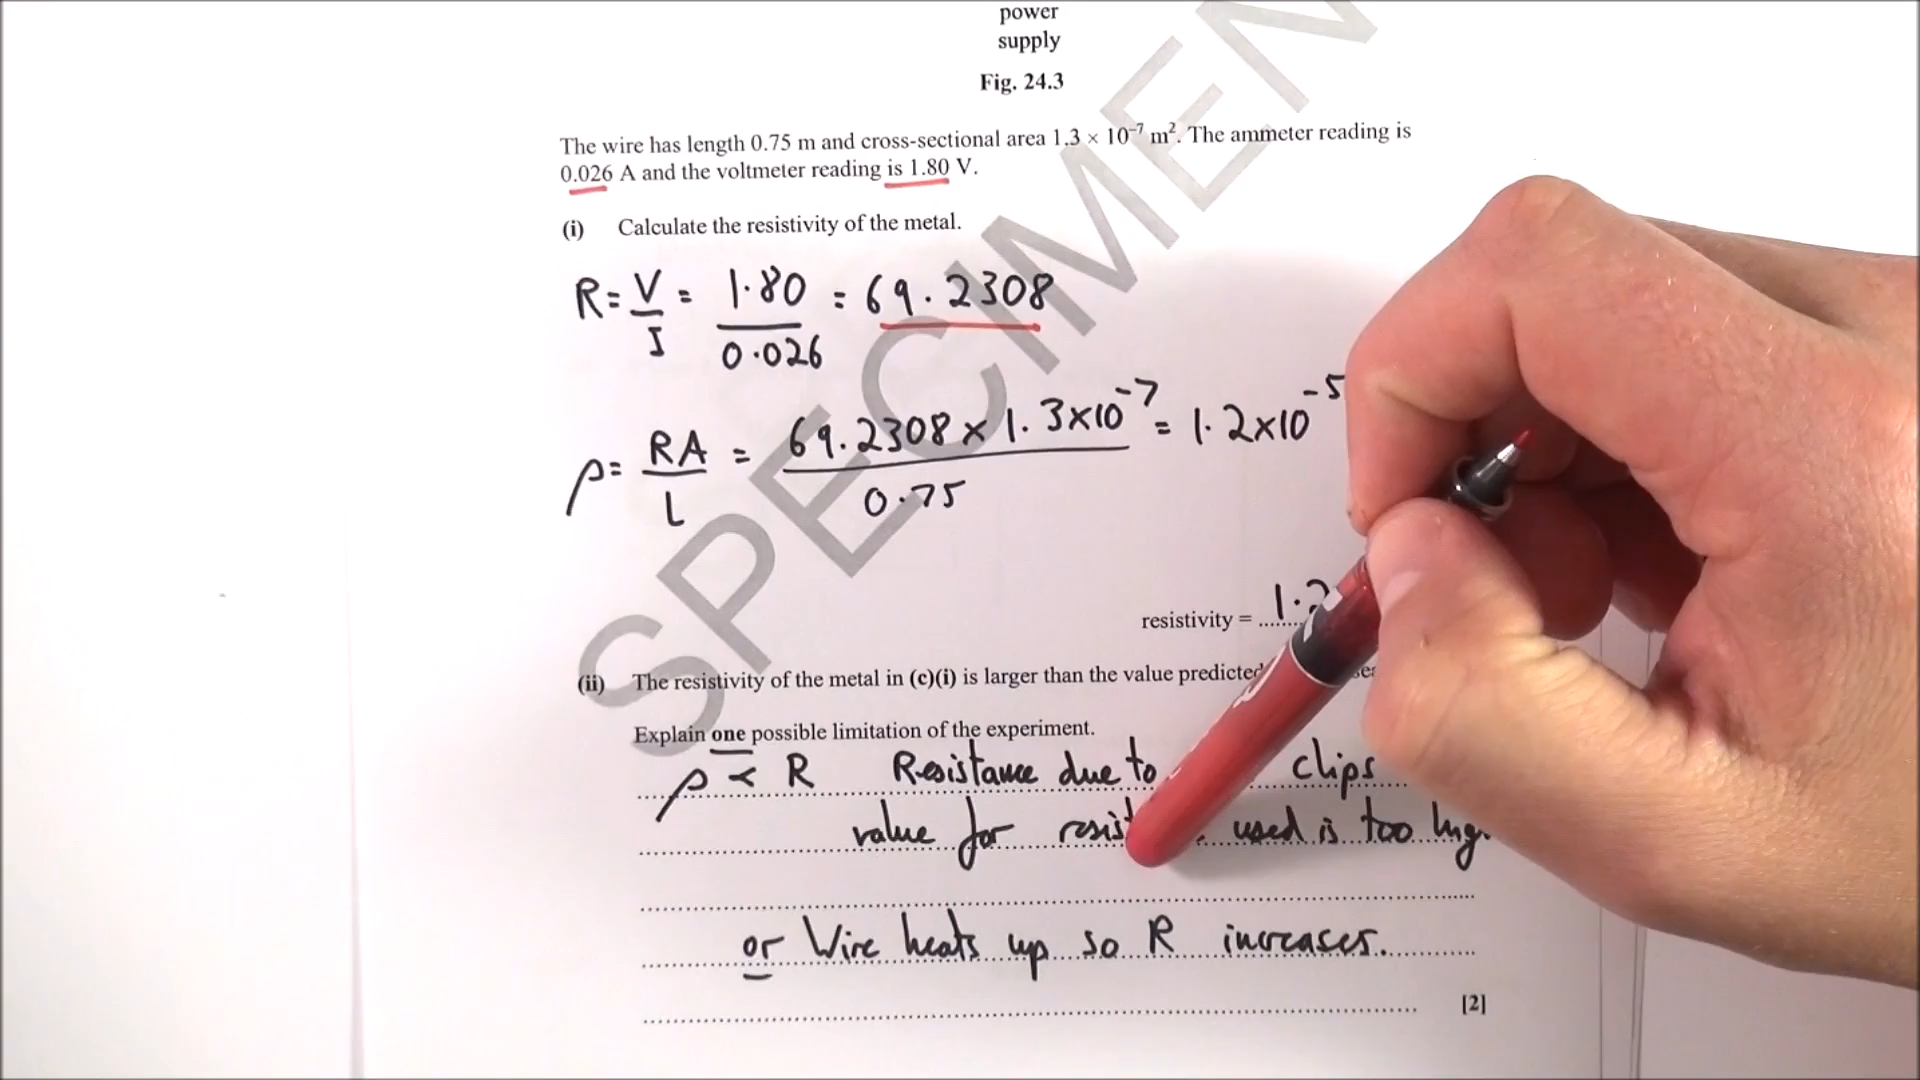 power
supply
Fig. 24.3
The wire has length 0.75 m and cross-sectional area 1.3 × 10⁻⁷ m². The ammeter reading is
0.026 A and the voltmeter reading is 1.80 V.
(i) Calculate the resistivity of the metal.
R = V/I = 1.80/0.026 = 69.2308
ρ = RA/L = 69.2308 × 1.3×10⁻⁷/0.75 = 1.2×10⁻⁵
resistivity = 1.2
(ii) The resistivity of the metal in (c)(i) is larger than the value predicted
Explain one possible limitation of the experiment.
ρ ∝ R Resistance due to clips
value for used is too
or Wire heats up so R increases.
[2]
SPECIMEN